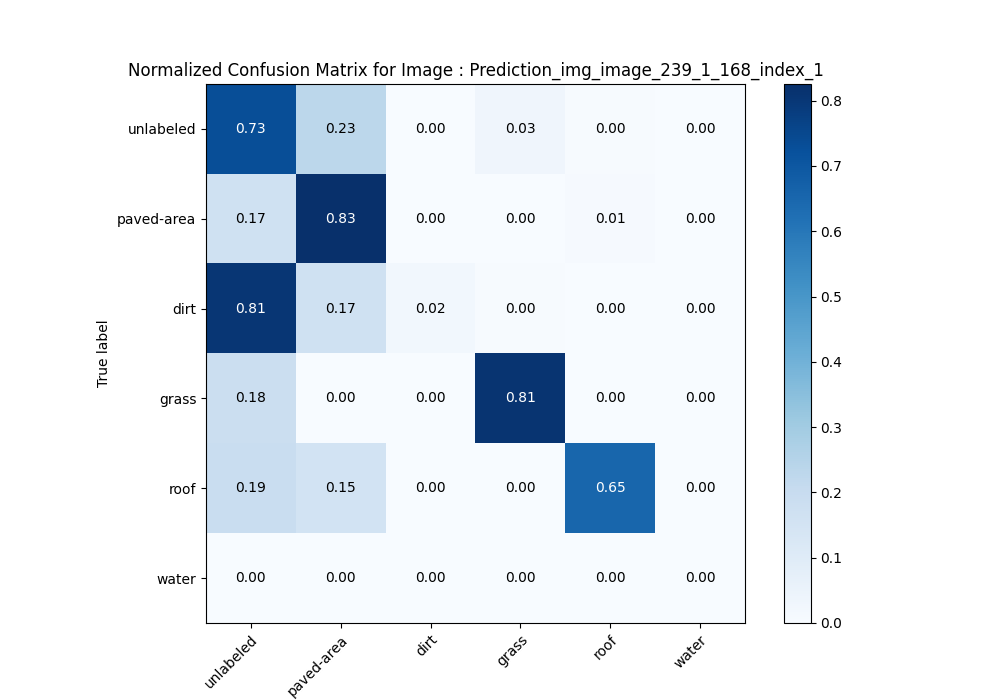 Normalized Confusion Matrix for Image : Prediction_img_image_239_1_168_index_1
True label
unlabeled 0.73 0.23 0.00 0.03 0.00 0.00
paved-area 0.17 0.83 0.00 0.00 0.01 0.00
dirt 0.81 0.17 0.02 0.00 0.00 0.00
grass 0.18 0.00 0.00 0.81 0.00 0.00
roof 0.19 0.15 0.00 0.00 0.65 0.00
water 0.00 0.00 0.00 0.00 0.00 0.00
unlabeled paved-area dirt grass roof water
0.8
0.7
0.6
0.5
0.4
0.3
0.2
0.1
0.0